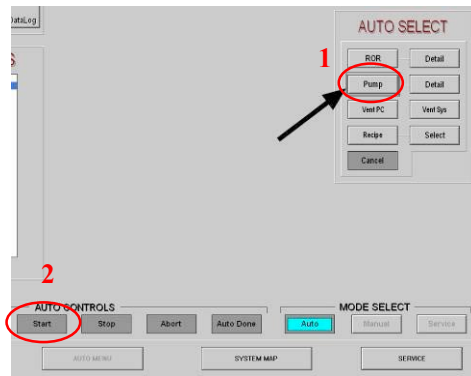 DataLog
AUTO SELECT
1
ROR Detail
Pump Detail
Vent PC Vent Sys
Recipe Select
Cancel
2
AUTO CONTROLS MODE SELECT
Start Stop Abort Auto Done Auto Manual Service
AUTO MENU SYSTEM MAP SERVICE